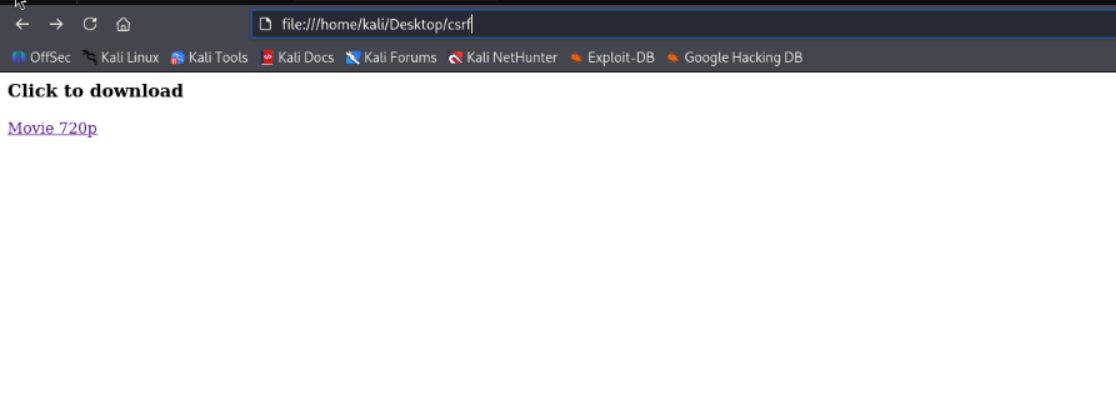 file:///home/kali/Desktop/csrf
OffSec Kali Linux Kali Tools Kali Docs Kali Forums Kali NetHunter Exploit-DB Google Hacking DB
Click to download
Movie 720p